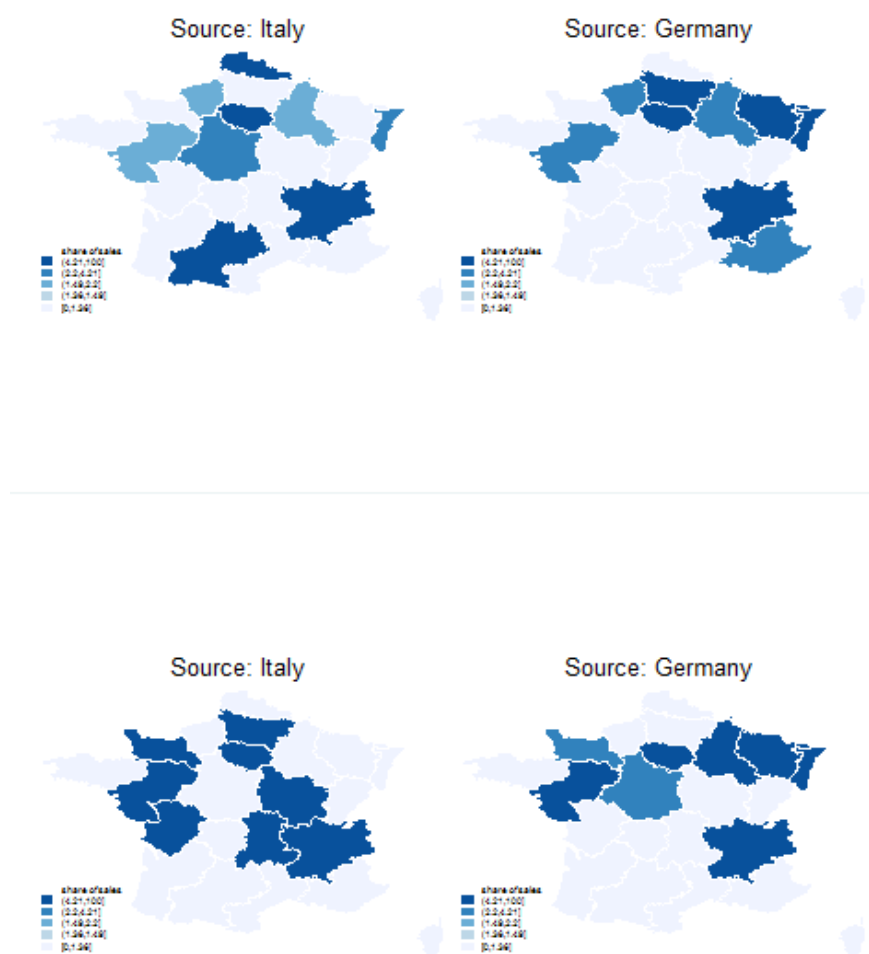 Source: Italy
Source: Germany
share of sales
(4.21,100]
(2.2,4.21]
(1.49,2.2]
(1.36,1.49]
[0,1.36]
share of sales
(4.21,100]
(2.2,4.21]
(1.49,2.2]
(1.36,1.49]
[0,1.36]
Source: Italy
Source: Germany
share of sales
(4.21,100]
(2.2,4.21]
(1.49,2.2]
(1.36,1.49]
[0,1.36]
share of sales
(4.21,100]
(2.2,4.21]
(1.49,2.2]
(1.36,1.49]
[0,1.36]